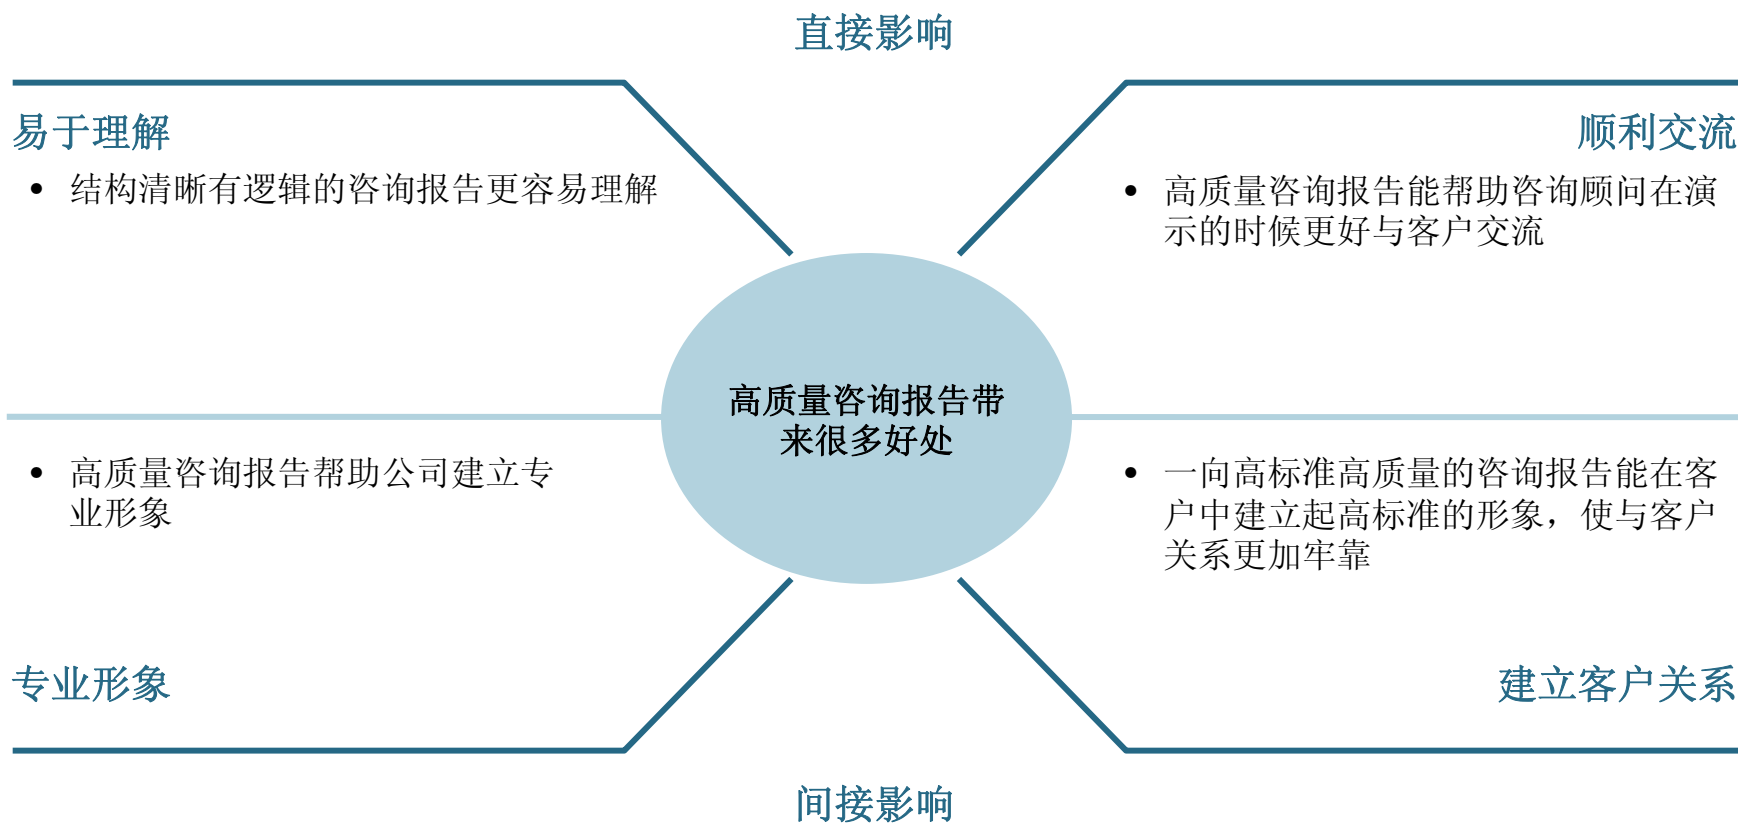 直接影响
易于理解
• 结构清晰有逻辑的咨询报告更容易理解
顺利交流
• 高质量咨询报告能帮助咨询顾问在演
示的时候更好与客户交流
高质量咨询报告带
来很多好处
• 高质量咨询报告帮助公司建立专
业形象
专业形象
• 一向高标准高质量的咨询报告能在客
户中建立起高标准的形象，使与客户
关系更加牢靠
建立客户关系
间接影响